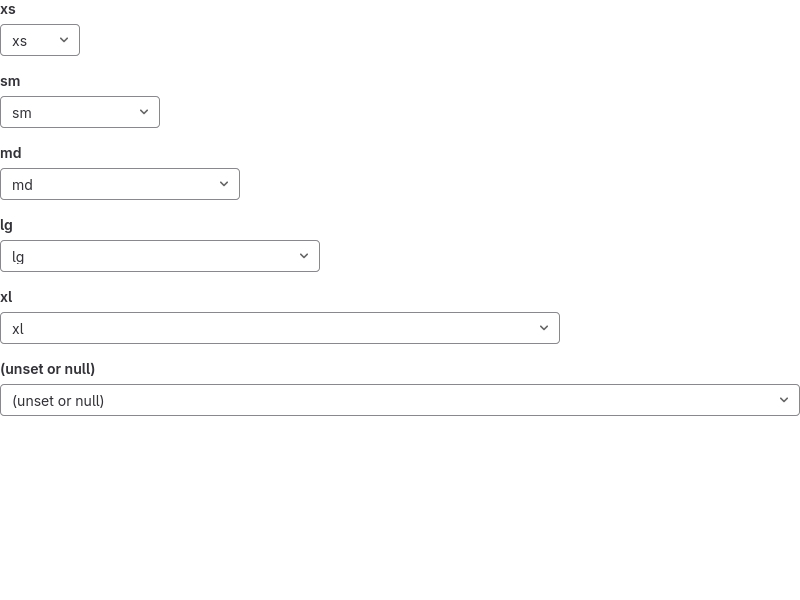 xs
xs
sm
sm
md
md
lg
lg
xl
xl
(unset or null)
(unset or null)